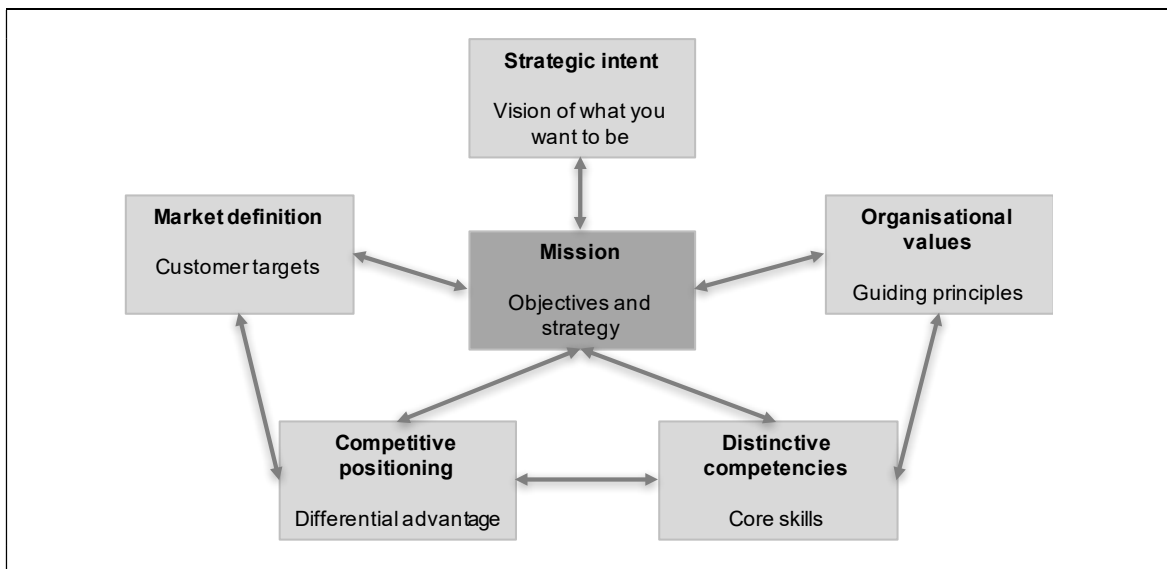 Strategic intent
Vision of what you
want to be
Market definition
Customer targets
Mission
Objectives and
strategy
Organisational
values
Guiding principles
Competitive
positioning
Differential advantage
Distinctive
competencies
Core skills